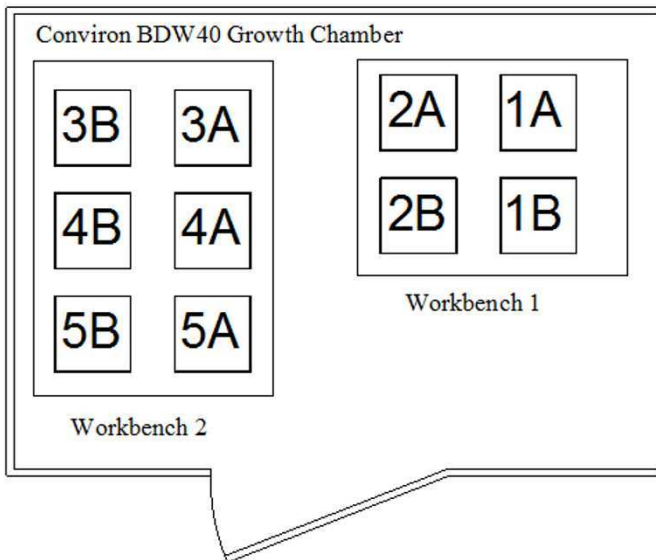 Conviron BDW40 Growth Chamber
3B 3A
4B 4A
5B 5A
Workbench 2
2A 1A
2B 1B
Workbench 1